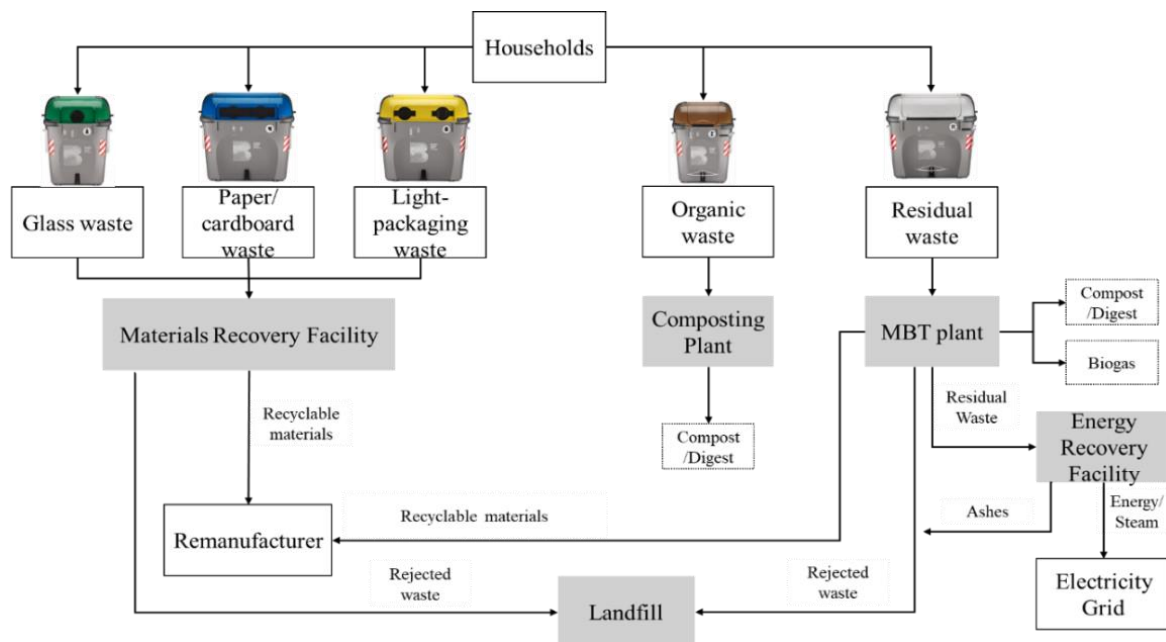 Households
Glass waste
Paper/
cardboard
waste
Light-
packaging
waste
Organic
waste
Residual
waste
Materials Recovery Facility
Composting
Plant
MBT plant
Compost
/Digest
Biogas
Recyclable
materials
Residual
Waste
Compost
/Digest
Energy
Recovery
Facility
Recyclable materials
Ashes
Energy/
Steam
Remanufacturer
Rejected
waste
Landfill
Rejected
waste
Electricity
Grid